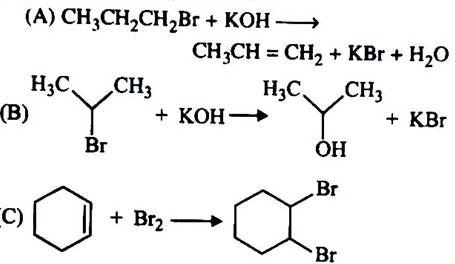 (A) CH₃CH₂CH₂Br + KOH ⟶
CH₃CH = CH₂ + KBr + H₂O
H₃C CH₃ H₃C CH₃
(B) + KOH ⟶ + KBr
Br OH
Br
(C) + Br₂ ⟶
Br